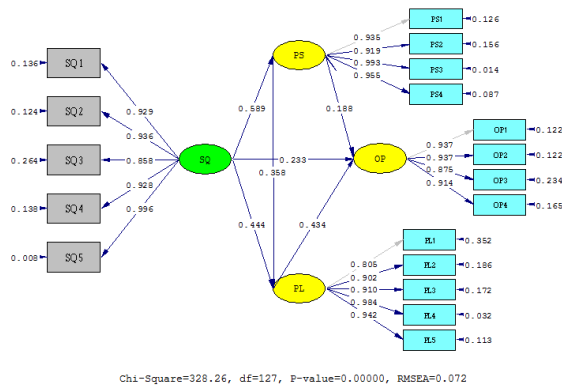 0.136 SQ1
0.124 SQ2
0.264 SQ3
0.138 SQ4
0.008 SQ5
0.929
0.936
0.858
0.928
0.996
SQ
0.589
0.233
0.444
0.358
0.188
0.434
PS
OP
PL
0.935
0.919
0.993
0.955
PS1 0.126
PS2 0.156
PS3 0.014
PS4 0.087
0.937
0.937
0.875
0.914
OP1 0.122
OP2 0.122
OP3 0.234
OP4 0.165
0.805
0.902
0.910
0.984
0.942
PL1 0.352
PL2 0.186
PL3 0.172
PL4 0.032
PL5 0.113
Chi-Square=328.26, df=127, P-value=0.00000, RMSEA=0.072